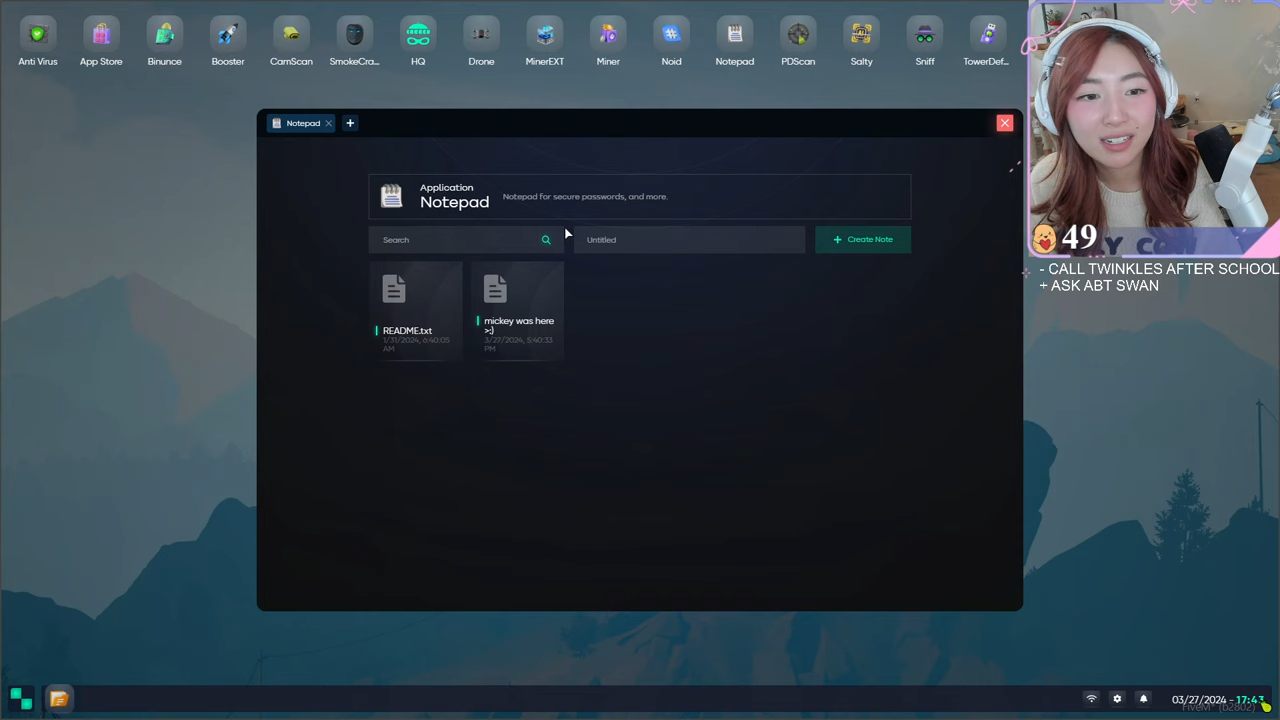 Anti Virus
App Store
Binunce
Booster
CamScan
SmokeCra...
HQ
Drone
MinerEXT
Miner
Noid
Notepad
PDScan
Salty
Sniff
TowerDef...
Notepad
Application
Notepad
Notepad for secure passwords, and more.
Search
Untitled
Create Note
README.txt
1/31/2024, 6:40:05
AM
mickey was here
>:)
3/27/2024, 5:40:33
PM
49
- CALL TWINKLES AFTER SCHOOL
+ ASK ABT SWAN
03/27/2024 - 17:43
FiveM® (b2802)